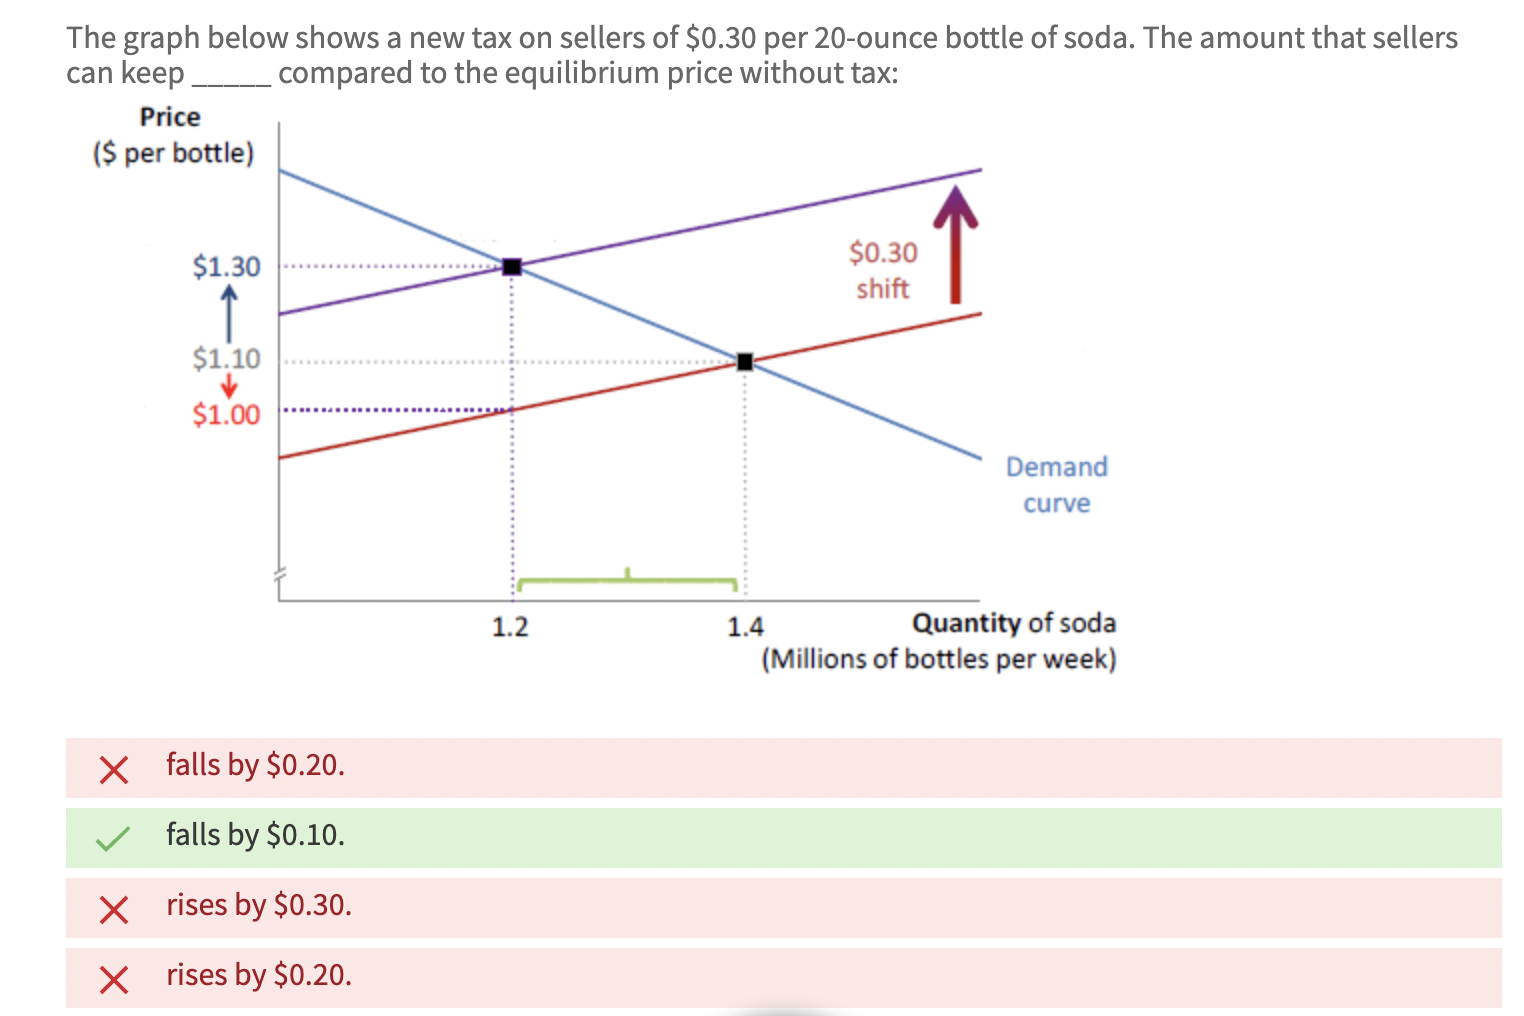 The graph below shows a new tax on sellers of $0.30 per 20-ounce bottle of soda. The amount that sellers
can keep _____ compared to the equilibrium price without tax:
Price
($ per bottle)
$1.30
$0.30
shift
$1.10
$1.00
Demand
curve
1.2
1.4
Quantity of soda
(Millions of bottles per week)
falls by $0.20.
falls by $0.10.
rises by $0.30.
rises by $0.20.